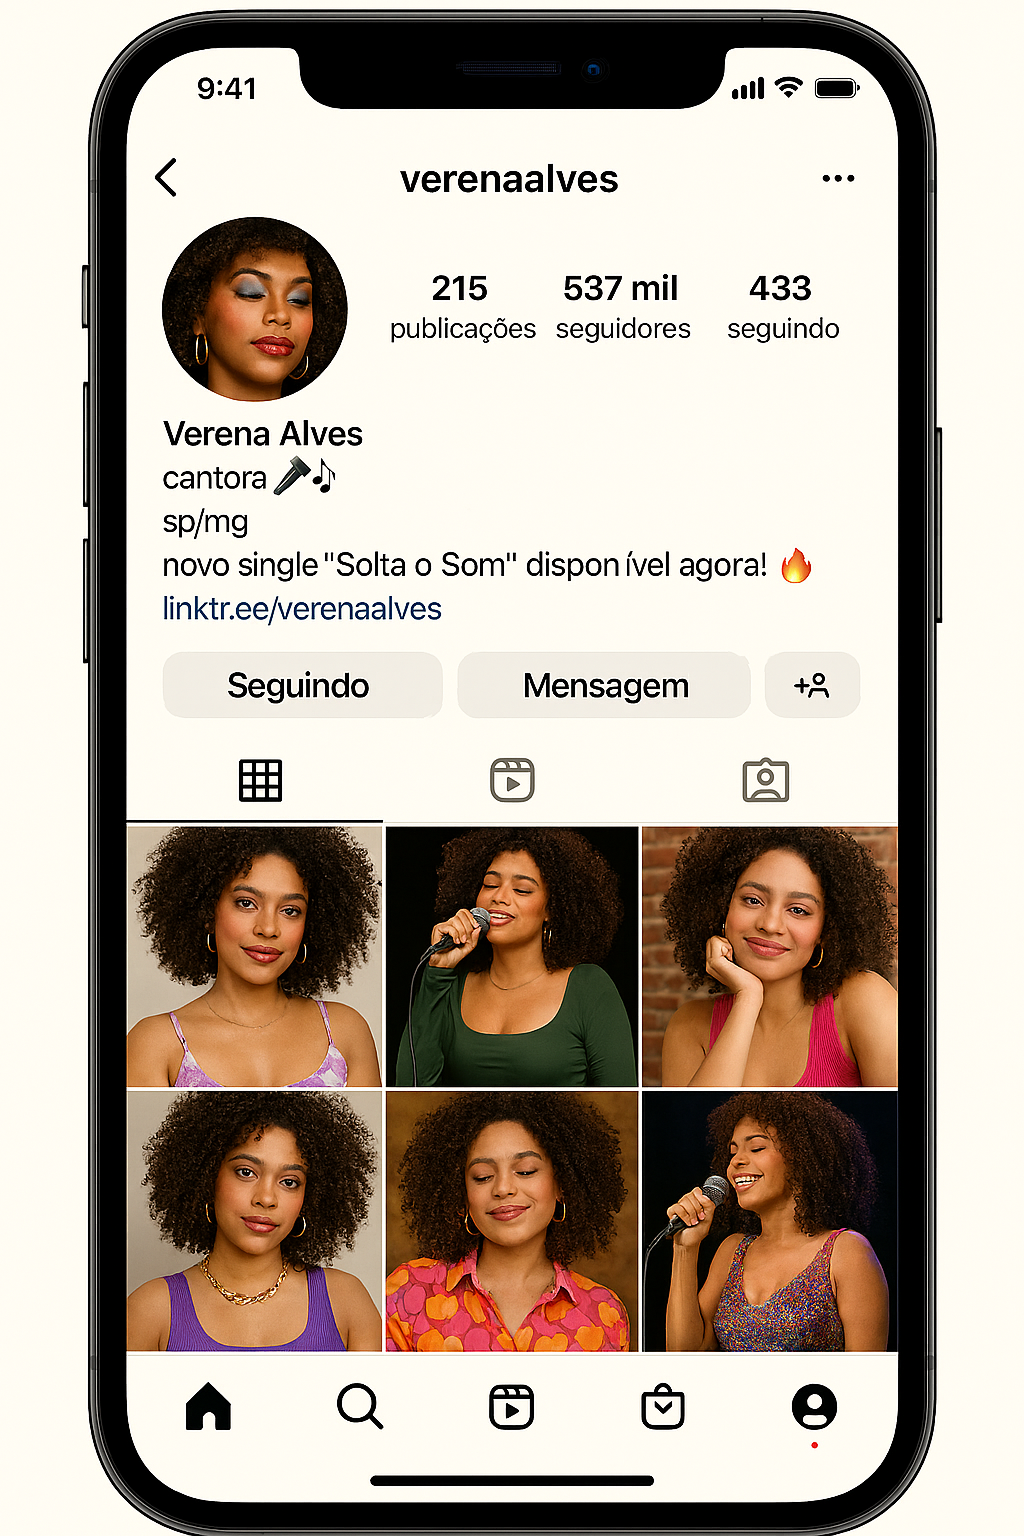 9:41
verenaalves
215 537 mil 433
publicações seguidores seguindo
Verena Alves
cantora
sp/mg
novo single "Solta o Som" disponível agora!
linktr.ee/verenaalves
Seguindo Mensagem